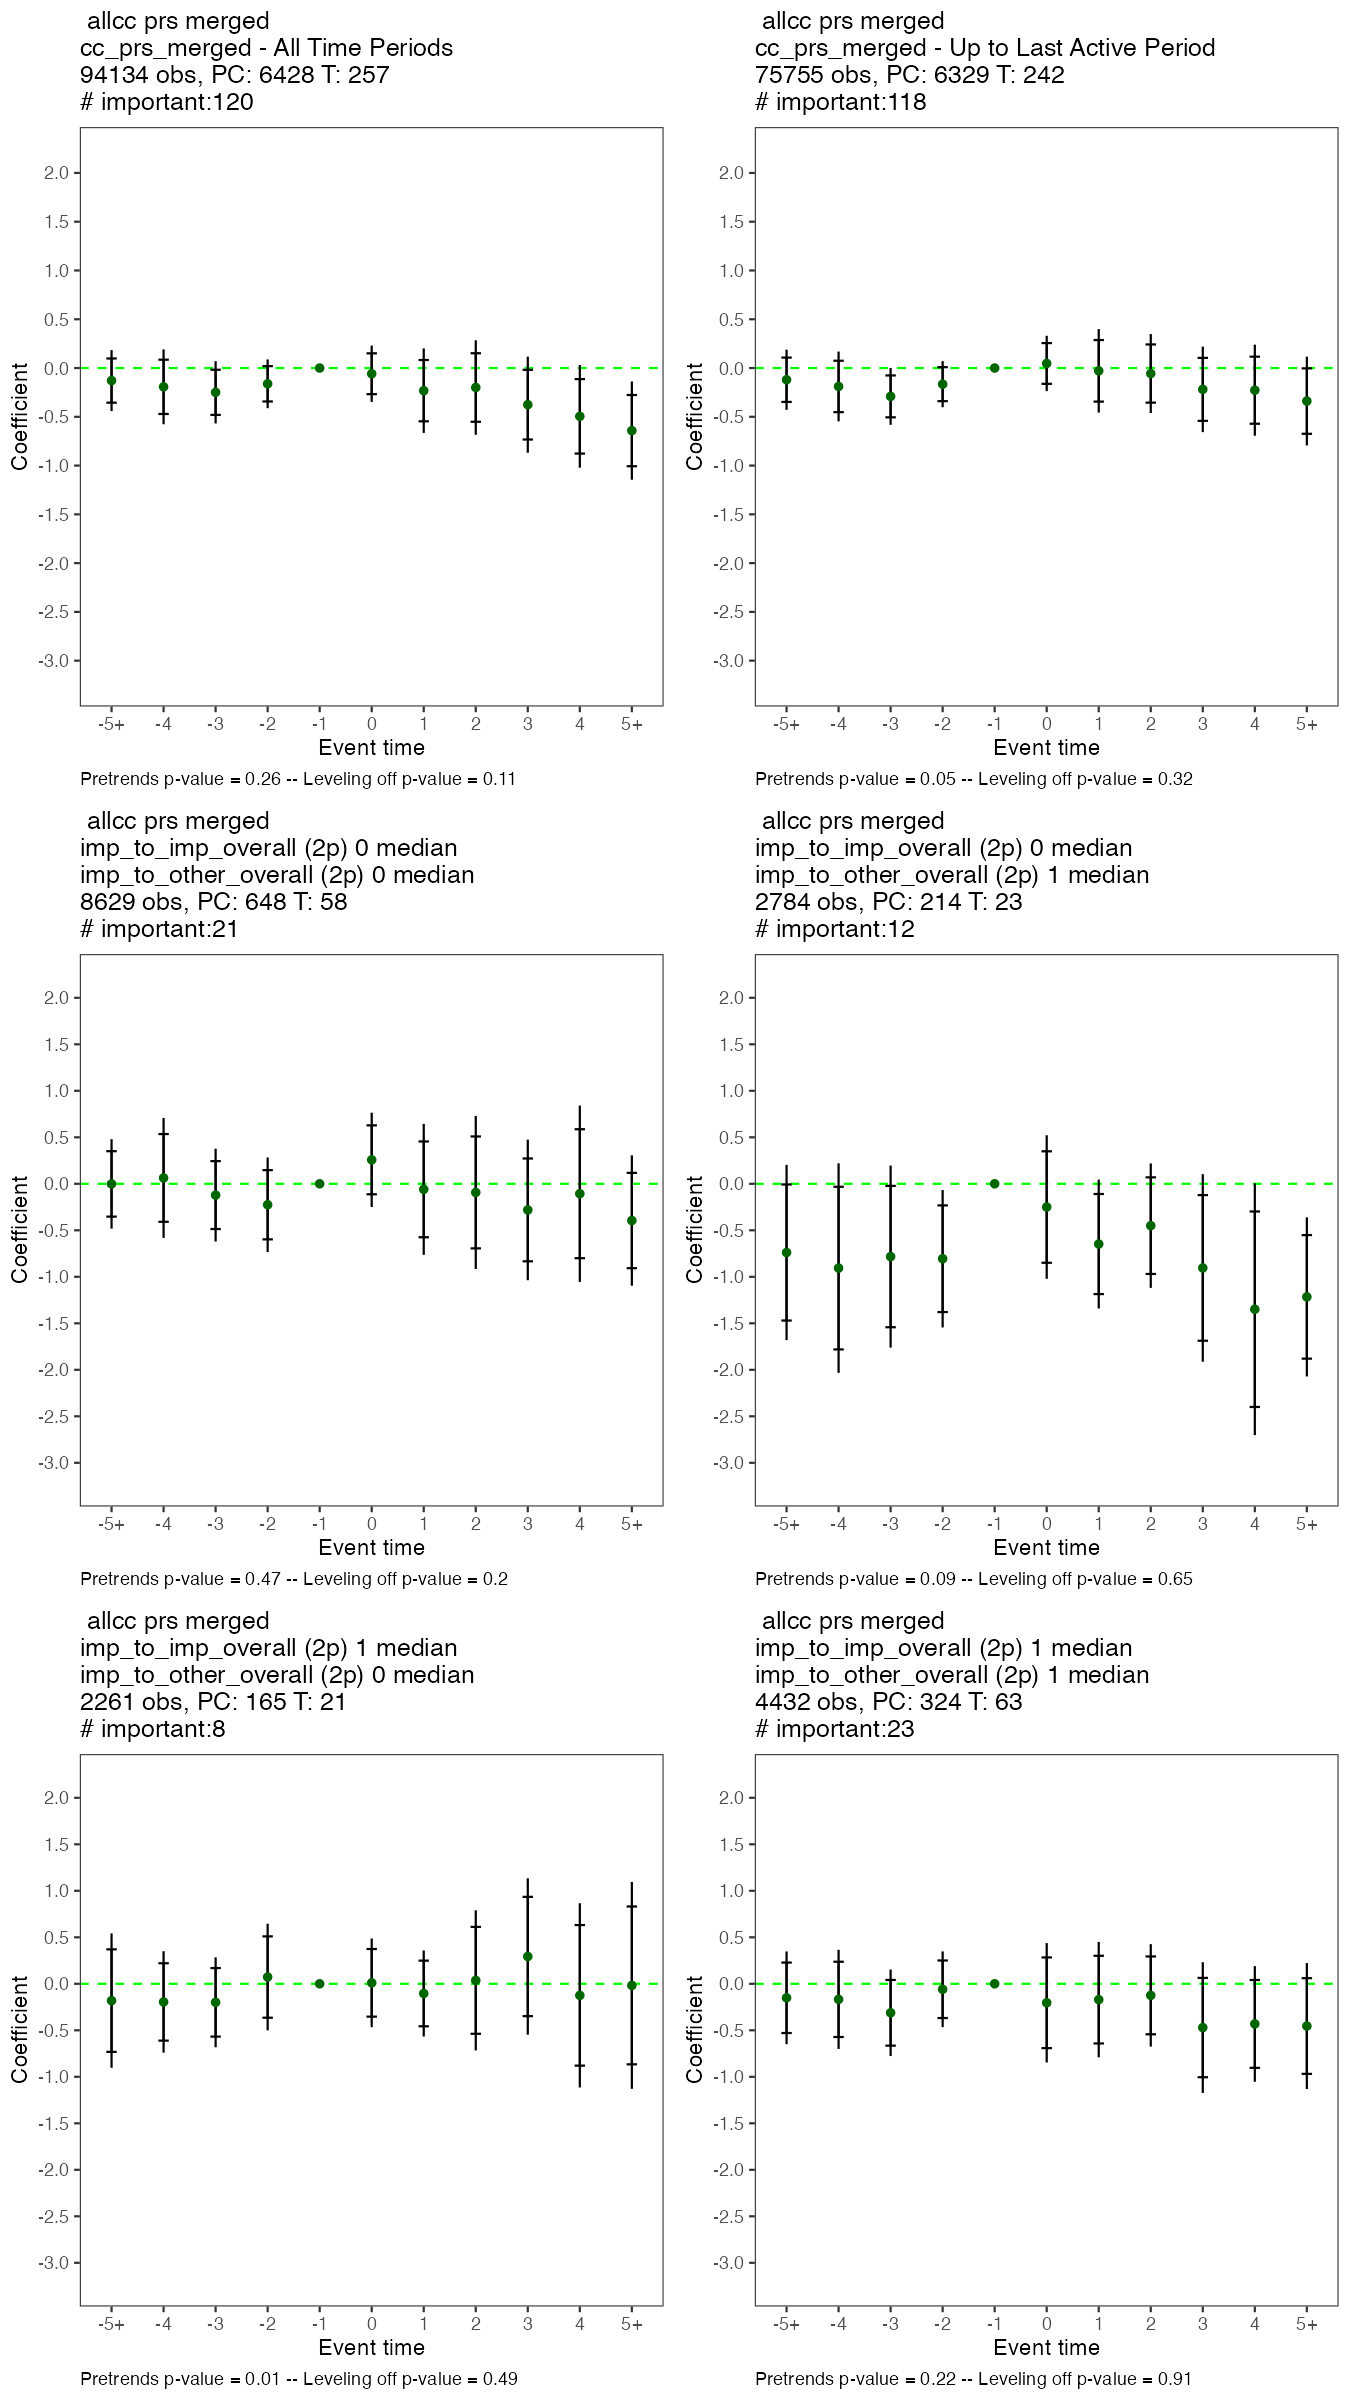 allcc prs merged
cc_prs_merged - All Time Periods
94134 obs, PC: 6428 T: 257
# important:120
2.0
1.5
1.0
0.5
0.0
-0.5
-1.0
-1.5
-2.0
-2.5
-3.0
Coefficient
-5+ -4 -3 -2 -1 0 1 2 3 4 5+
Event time
Pretrends p-value = 0.26 -- Leveling off p-value = 0.11
allcc prs merged
cc_prs_merged - Up to Last Active Period
75755 obs, PC: 6329 T: 242
# important:118
2.0
1.5
1.0
0.5
0.0
-0.5
-1.0
-1.5
-2.0
-2.5
-3.0
Coefficient
-5+ -4 -3 -2 -1 0 1 2 3 4 5+
Event time
Pretrends p-value = 0.05 -- Leveling off p-value = 0.32
allcc prs merged
imp_to_imp_overall (2p) 0 median
imp_to_other_overall (2p) 0 median
8629 obs, PC: 648 T: 58
# important:21
2.0
1.5
1.0
0.5
0.0
-0.5
-1.0
-1.5
-2.0
-2.5
-3.0
Coefficient
-5+ -4 -3 -2 -1 0 1 2 3 4 5+
Event time
Pretrends p-value = 0.47 -- Leveling off p-value = 0.2
allcc prs merged
imp_to_imp_overall (2p) 0 median
imp_to_other_overall (2p) 1 median
2784 obs, PC: 214 T: 23
# important:12
2.0
1.5
1.0
0.5
0.0
-0.5
-1.0
-1.5
-2.0
-2.5
-3.0
Coefficient
-5+ -4 -3 -2 -1 0 1 2 3 4 5+
Event time
Pretrends p-value = 0.09 -- Leveling off p-value = 0.65
allcc prs merged
imp_to_imp_overall (2p) 1 median
imp_to_other_overall (2p) 0 median
2261 obs, PC: 165 T: 21
# important:8
2.0
1.5
1.0
0.5
0.0
-0.5
-1.0
-1.5
-2.0
-2.5
-3.0
Coefficient
-5+ -4 -3 -2 -1 0 1 2 3 4 5+
Event time
Pretrends p-value = 0.01 -- Leveling off p-value = 0.49
allcc prs merged
imp_to_imp_overall (2p) 1 median
imp_to_other_overall (2p) 1 median
4432 obs, PC: 324 T: 63
# important:23
2.0
1.5
1.0
0.5
0.0
-0.5
-1.0
-1.5
-2.0
-2.5
-3.0
Coefficient
-5+ -4 -3 -2 -1 0 1 2 3 4 5+
Event time
Pretrends p-value = 0.22 -- Leveling off p-value = 0.91